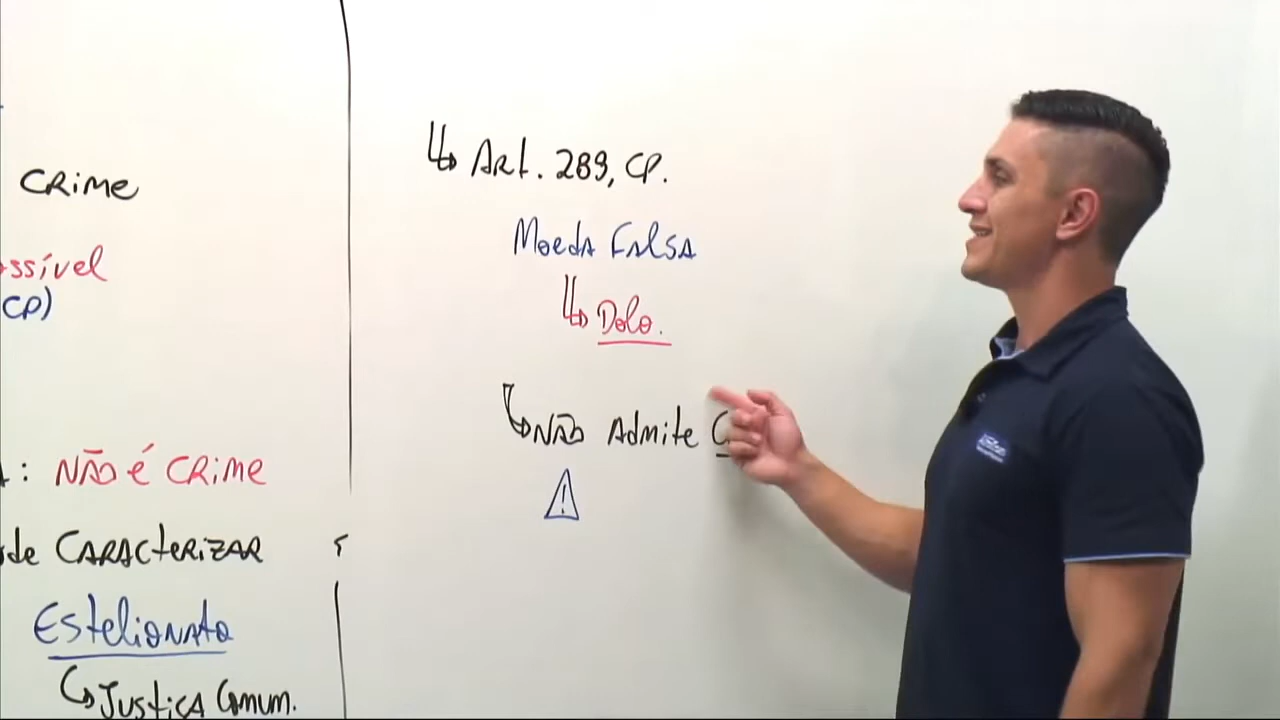 CRime
ssível
CP)
: NÃO é CRime
de CARACteRiZAR
EstelioNAto
JustiçA Comum.
Art. 289, CP.
MoedA FAlsA
Dolo.
NÃO Admite
!